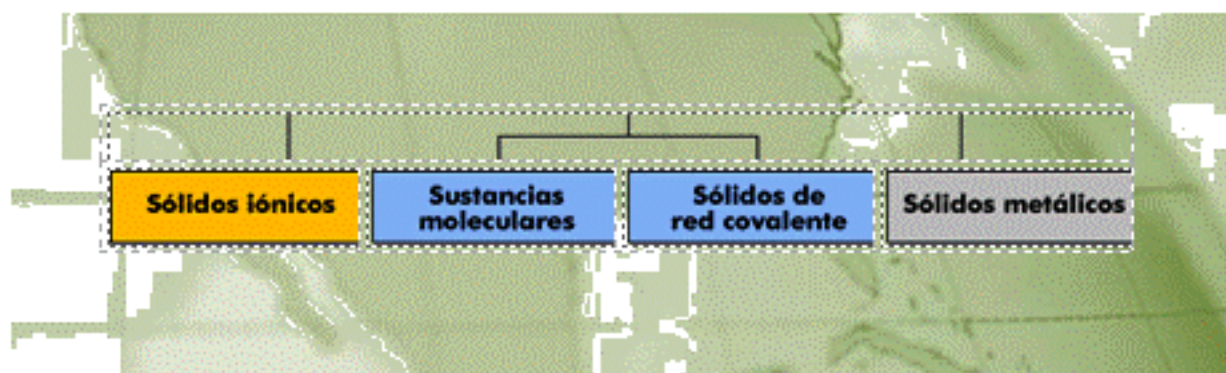 Sólidos iónicos
Sustancias
moleculares
Sólidos de
red covalente
Sólidos metálicos